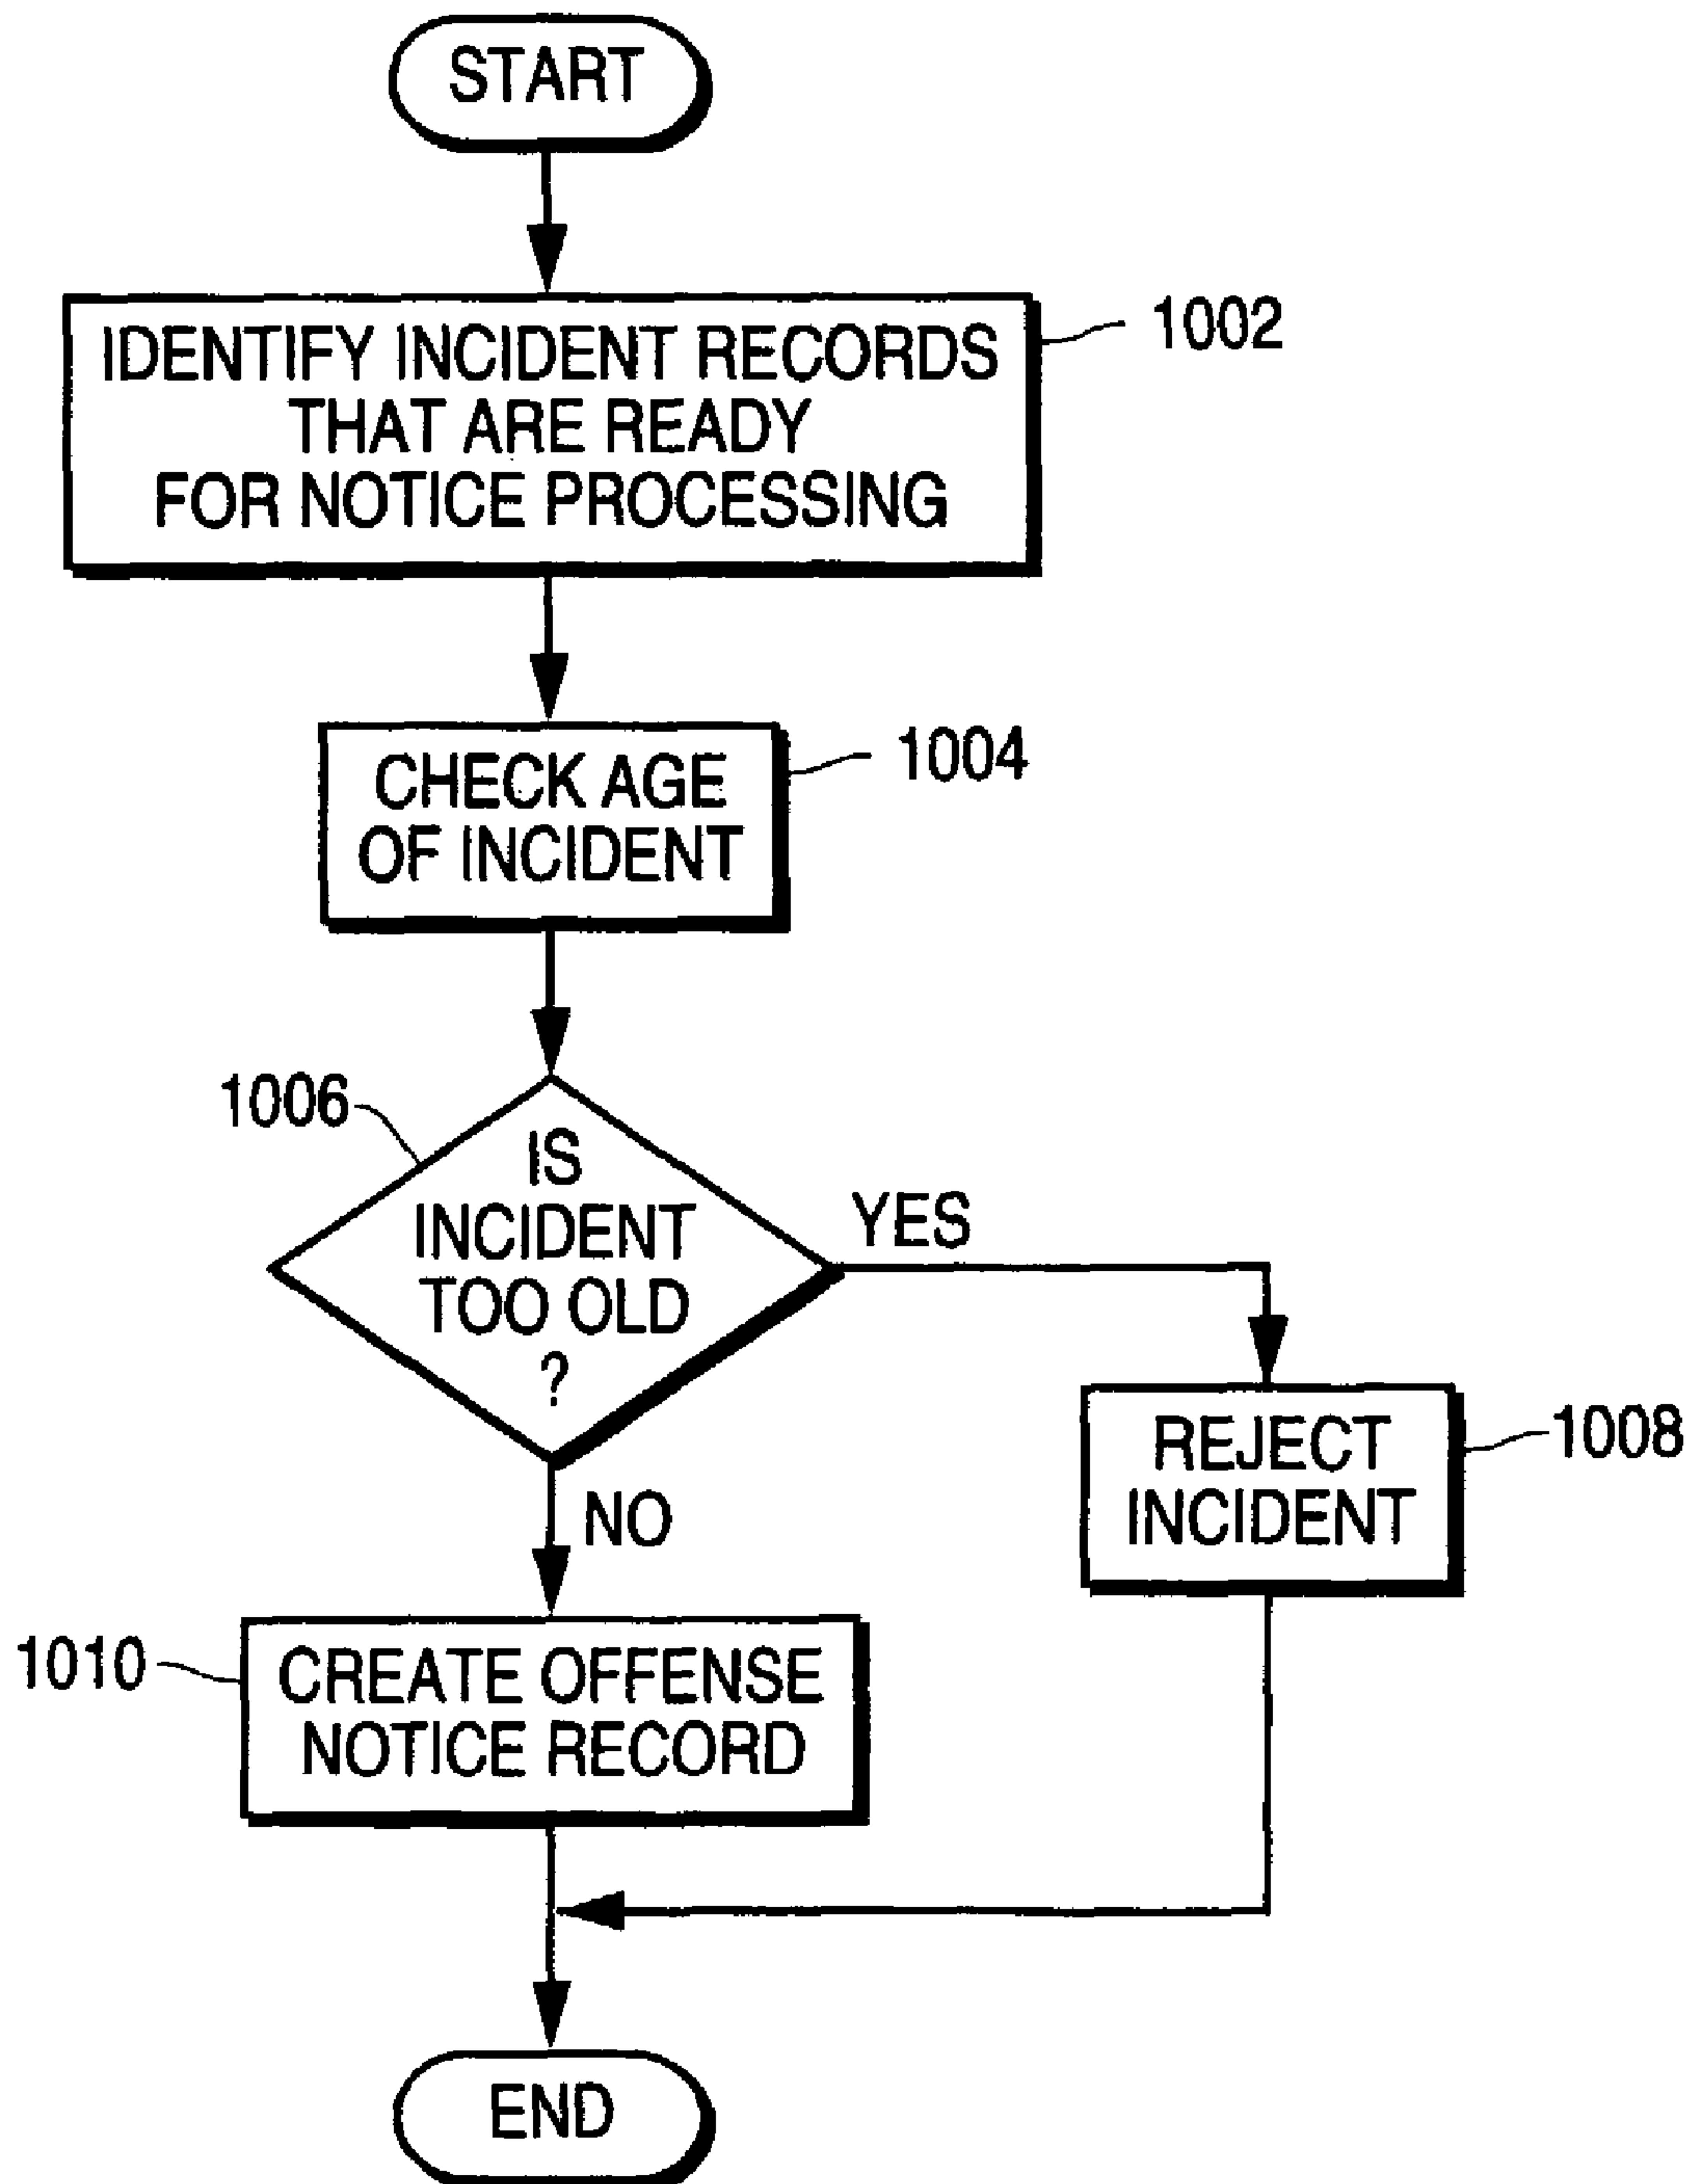 START
IDENTIFY INCIDENT RECORDS
THAT ARE READY
FOR NOTICE PROCESSING
1002
CHECK AGE
OF INCIDENT
1004
1006
IS
INCIDENT
TOO OLD
?
YES
NO
REJECT
INCIDENT
1008
1010
CREATE OFFENSE
NOTICE RECORD
END